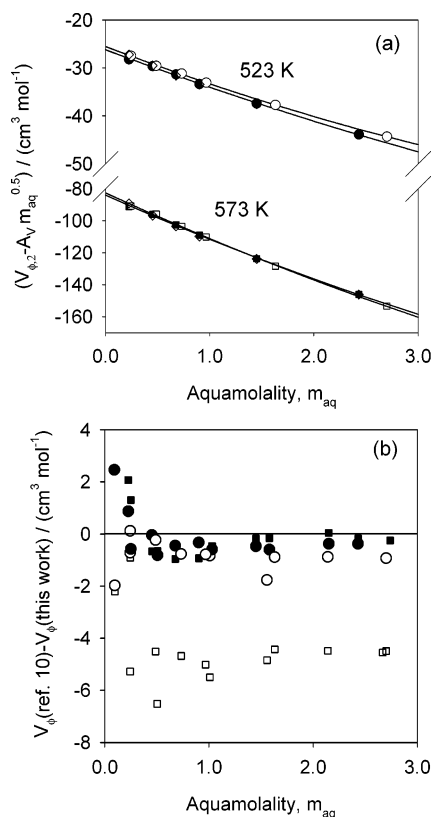 (a)
-20
-30
-40
-50
-80
-100
-120
-140
-160
523 K
573 K
(V_ϕ,2-A_V m_aq^0.5) / (cm^3 mol^-1)
0.0 1.0 2.0 3.0
Aquamolality, m_aq
(b)
4
2
0
-2
-4
-6
-8
V_ϕ(ref. 10)-V_ϕ(this work) / (cm^3 mol^-1)
0.0 1.0 2.0 3.0
Aquamolality, m_aq